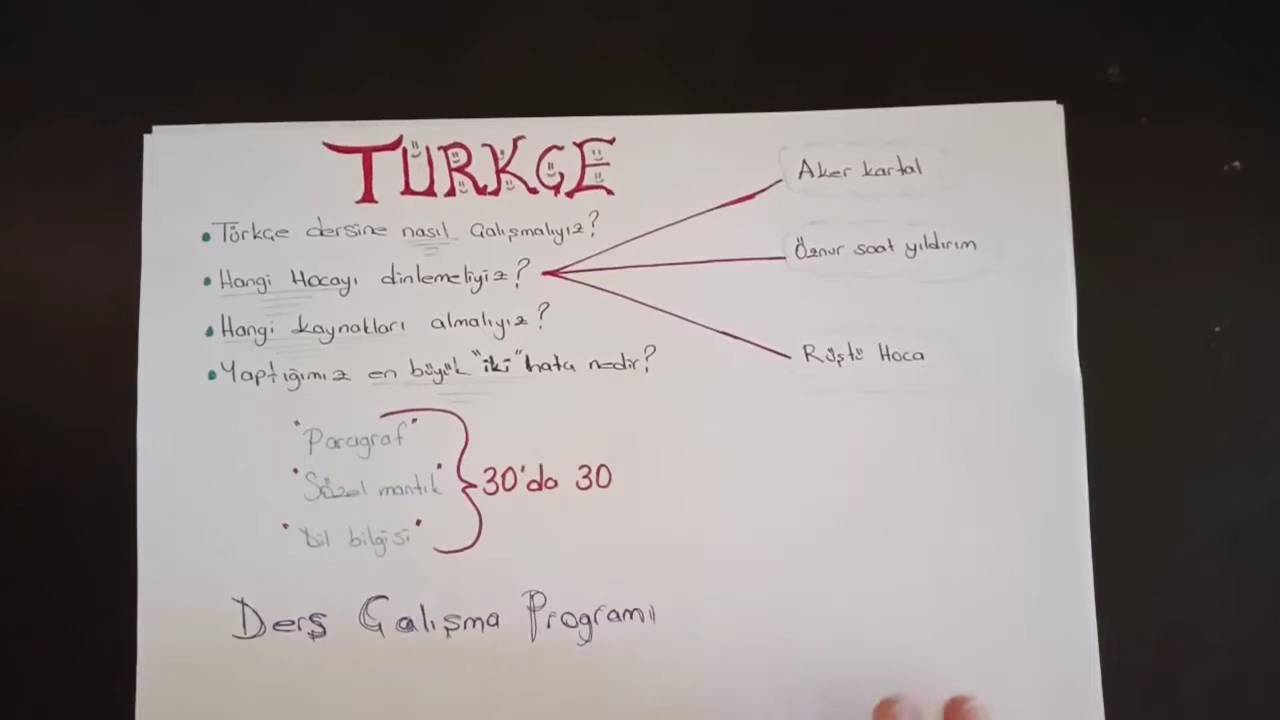 TÜRKÇE
• Türkçe dersine nasıl Çalışmalıyız?
• Hangi Hocayı dinlemeliyiz?
• Hangi kaynakları almalıyız?
• Yaptığımız en büyük "iki" hata nedir?
Aker kartal
Öznur saat yıldırım
Rüştü Hoca
"Paragraf"
"Sözel mantık"
"Dil bilgisi"
30'da 30
Ders Çalışma Programı